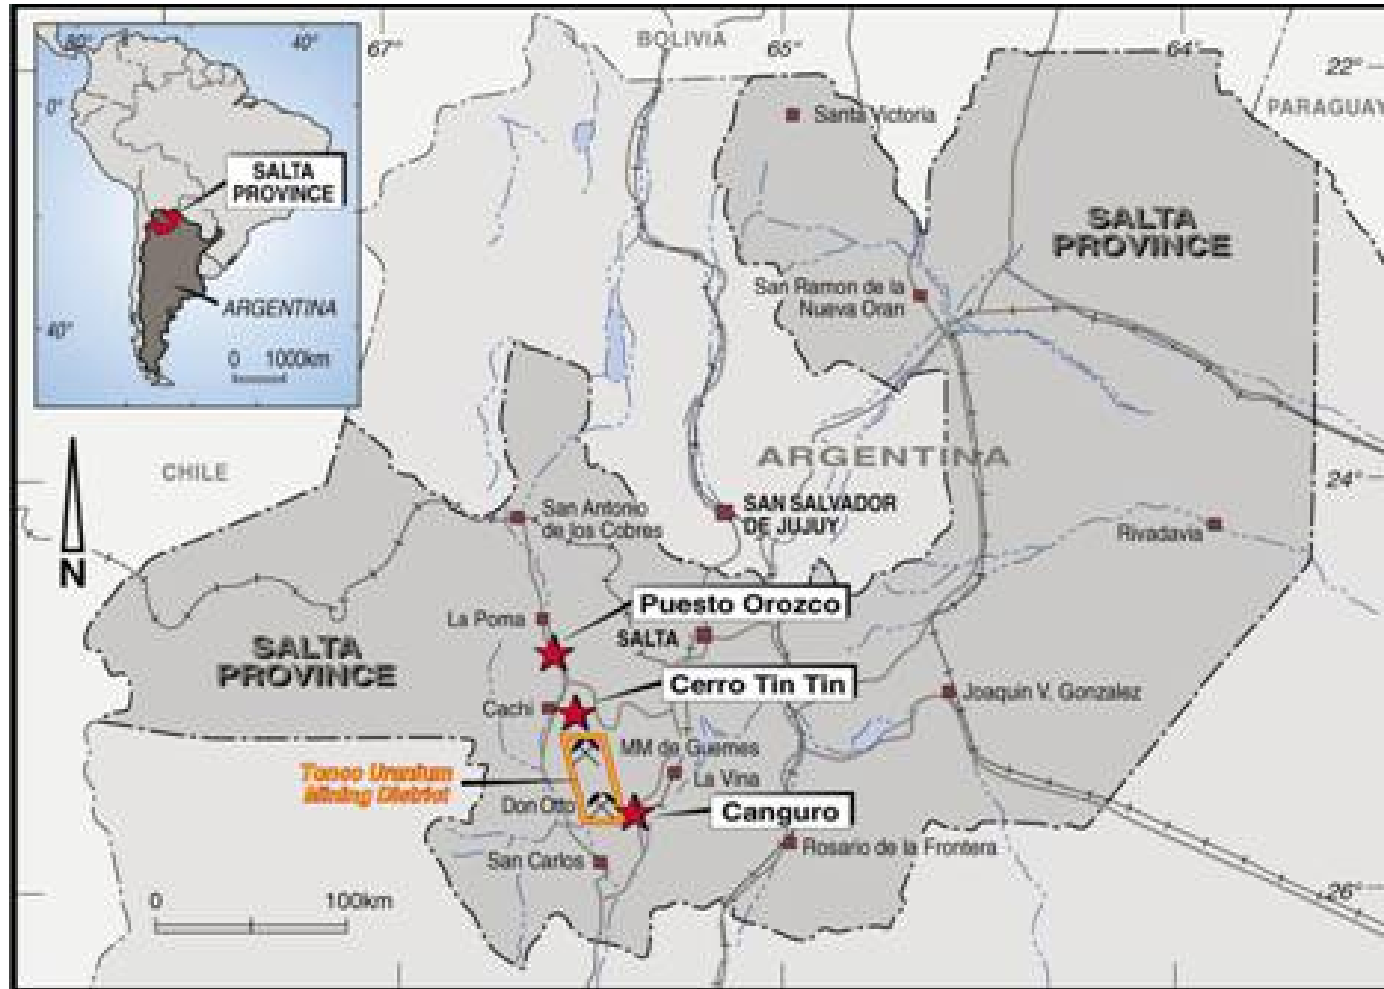 80°
40°
0°
SALTA
PROVINCE
ARGENTINA
40°
0 1000km
67°
BOLIVIA
65°
64°
22°
PARAGUAY
Santa Victoria
SALTA
PROVINCE
San Ramon de la
Nueva Oran
CHILE
ARGENTINA
24°
N
San Antonio
de los Cobres
SAN SALVADOR
DE JUJUY
Rivadavia
Puesto Orozco
La Poma
SALTA
SALTA
PROVINCE
Cerro Tin Tin
Joaquin V. Gonzalez
Cachi
MM de Guemes
Tonco Uranium
Mining District
La Vina
Don Otto
Canguro
San Carlos
Rosario de la Frontera
26°
0 100km